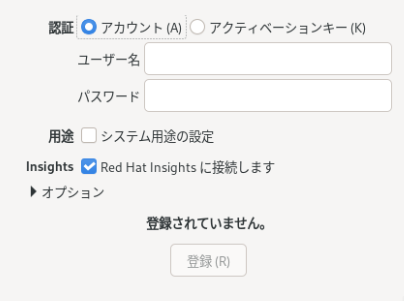 認証 アカウント (A) アクティベーションキー (K)
ユーザー名
パスワード
用途 システム用途の設定
Insights Red Hat Insights に接続します
オプション
登録されていません。
登録 (R)